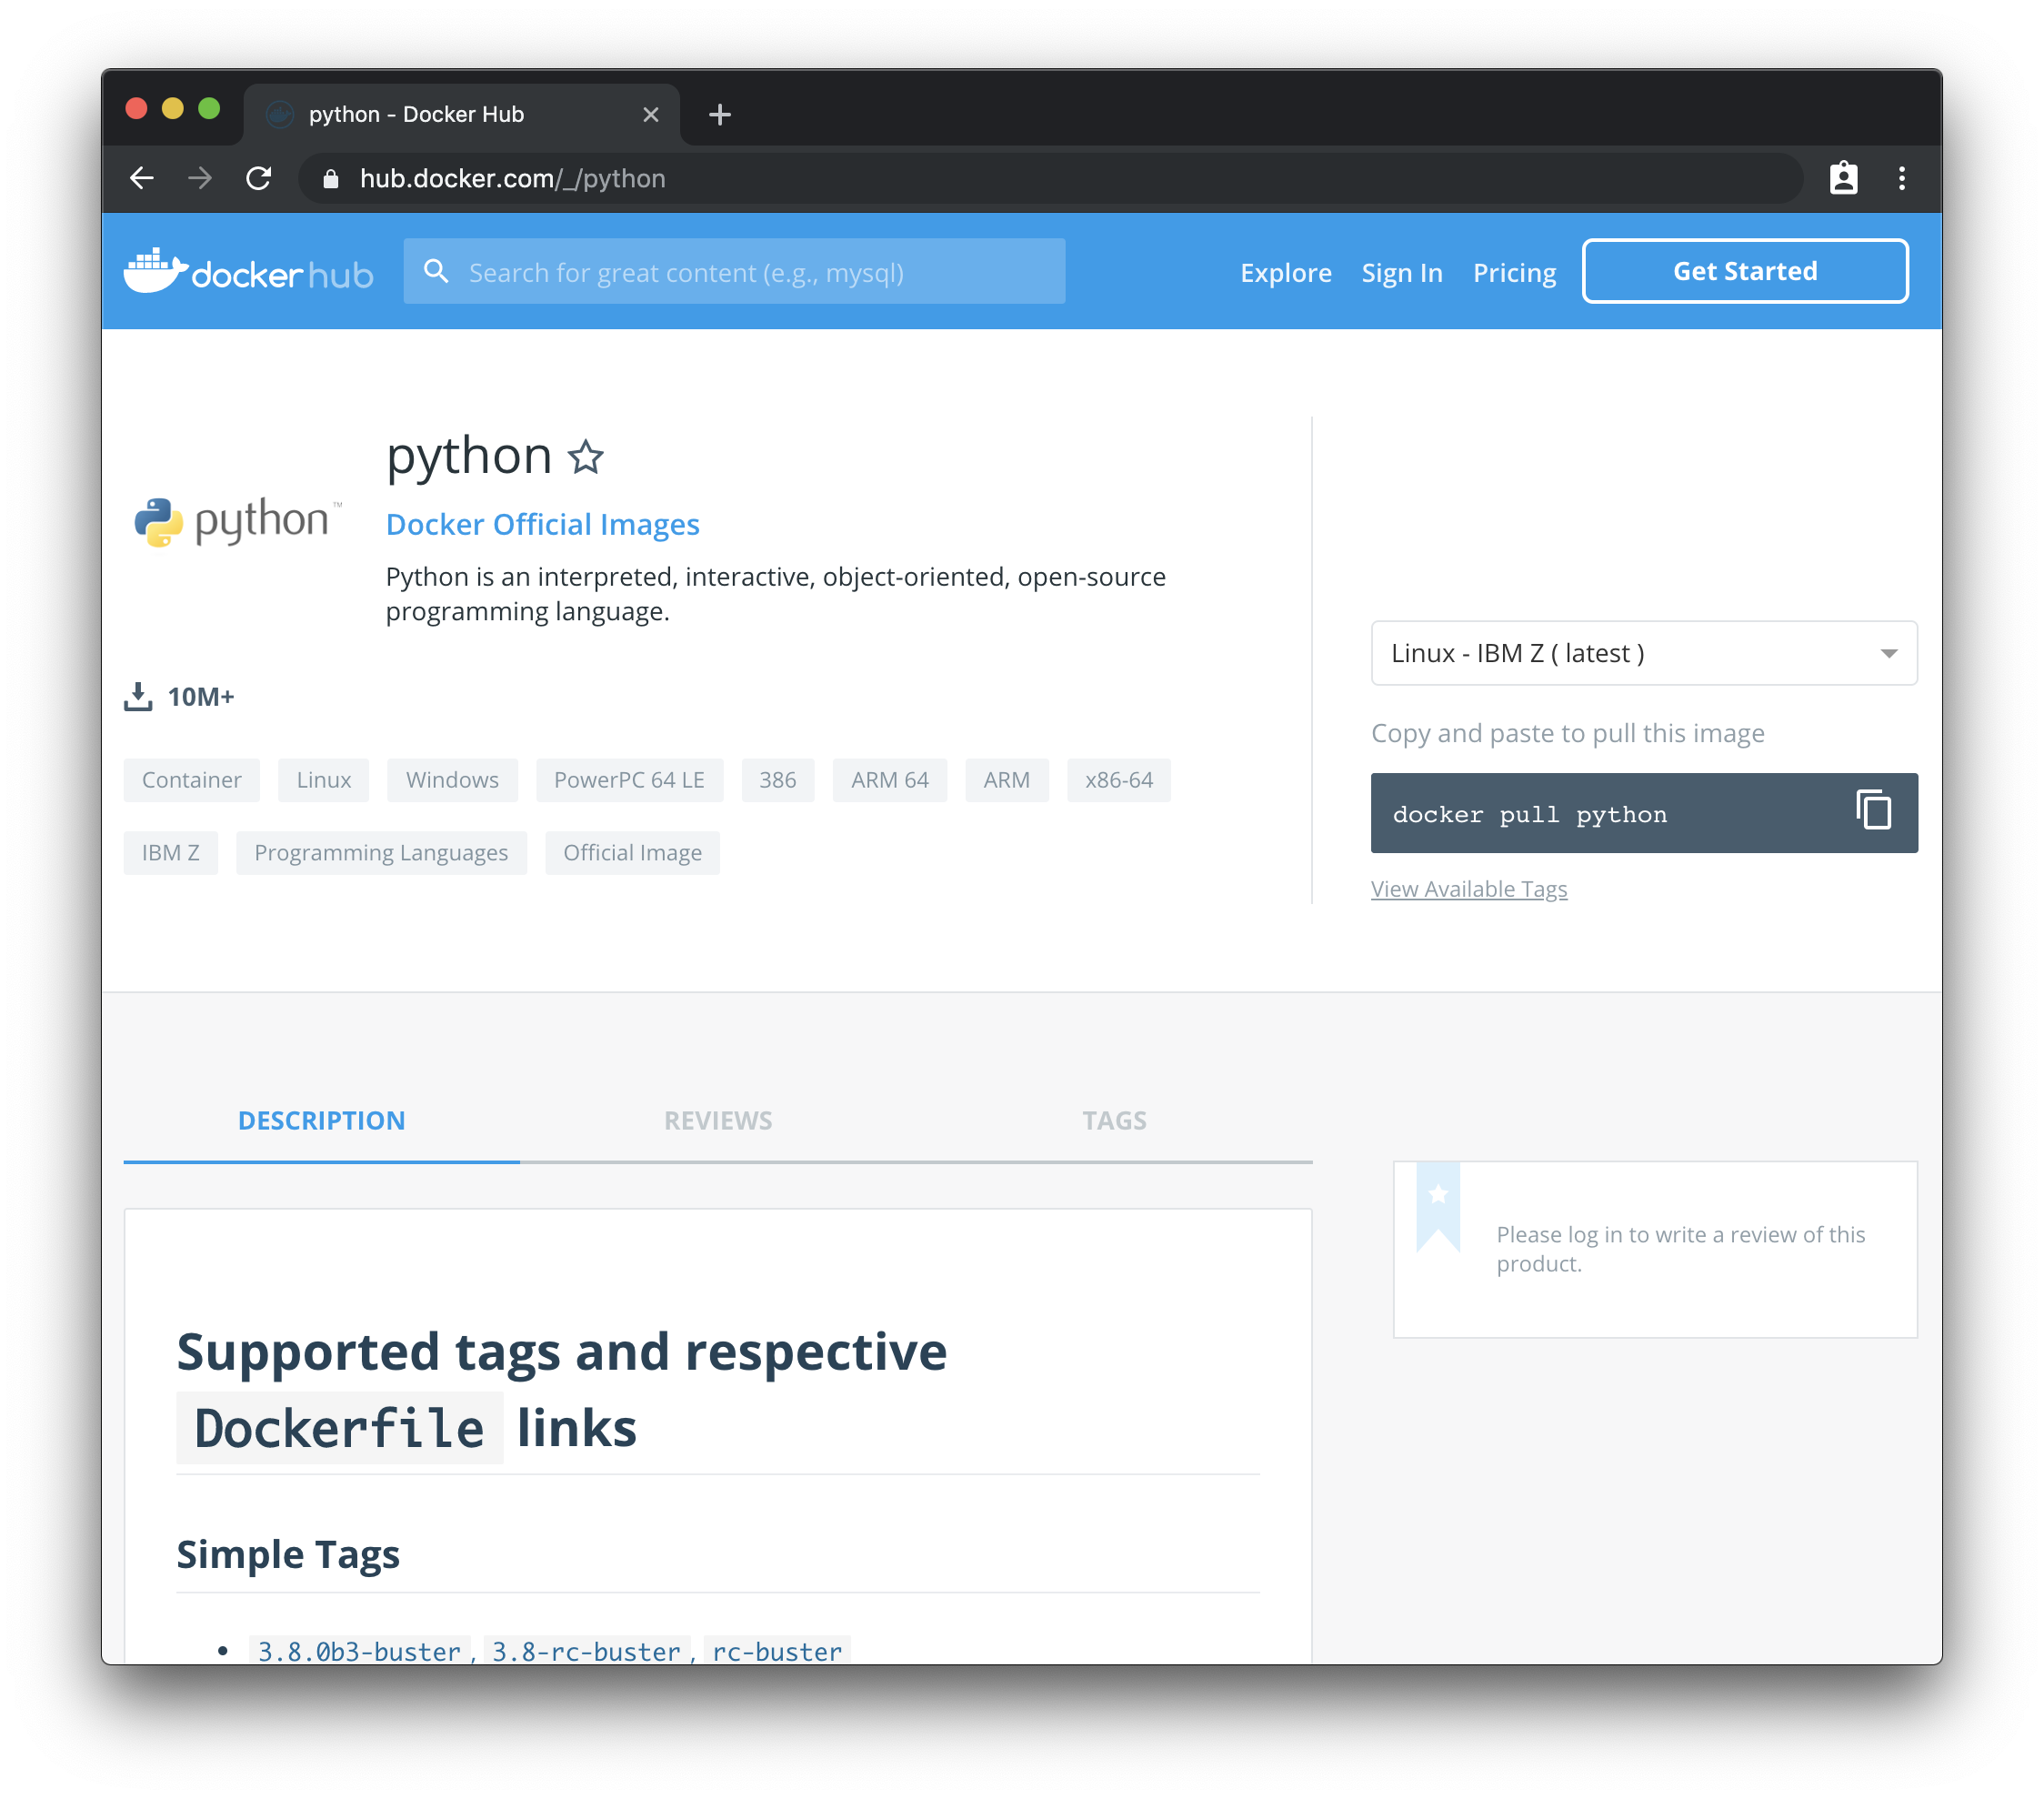 python - Docker Hub
hub.docker.com/_/python
docker hub
Search for great content (e.g., mysql)
Explore Sign In Pricing Get Started
python
python™
Docker Official Images
Python is an interpreted, interactive, object-oriented, open-source
programming language.
10M+
Container Linux Windows PowerPC 64 LE 386 ARM 64 ARM x86-64
IBM Z Programming Languages Official Image
Linux - IBM Z ( latest )
Copy and paste to pull this image
docker pull python
View Available Tags
DESCRIPTION REVIEWS TAGS
Supported tags and respective
Dockerfile links
Simple Tags
• 3.8.0b3-buster, 3.8-rc-buster, rc-buster
Please log in to write a review of this
product.